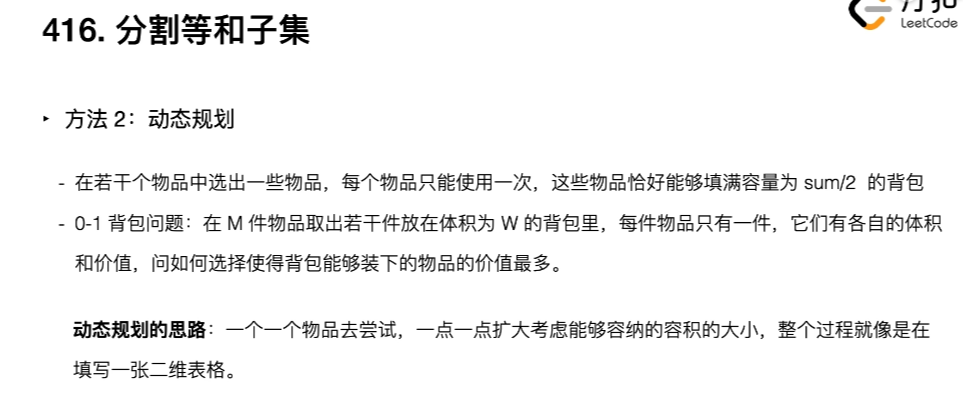 416. 分割等和子集
LeetCode
‣ 方法 2：动态规划
- 在若干个物品中选出一些物品，每个物品只能使用一次，这些物品恰好能够填满容量为 sum/2 的背包
- 0-1 背包问题：在 M 件物品取出若干件放在体积为 W 的背包里，每件物品只有一件，它们有各自的体积
和价值，问如何选择使得背包能够装下的物品的价值最多。
动态规划的思路：一个一个物品去尝试，一点一点扩大考虑能够容纳的容积的大小，整个过程就像是在
填写一张二维表格。